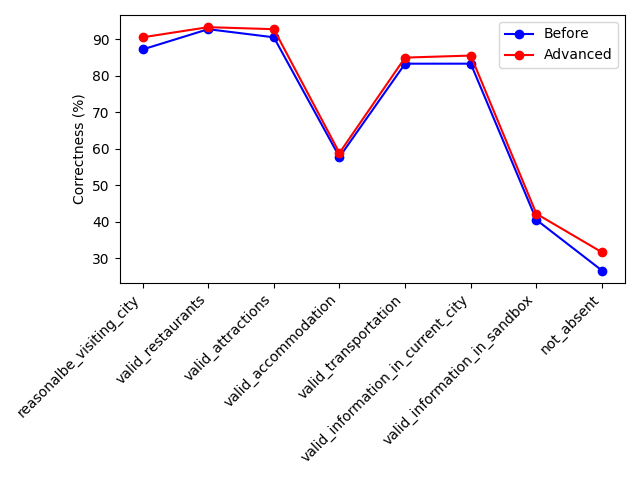 Before
Advanced
Correctness (%)
90
80
70
60
50
40
30
reasonalbe_visiting_city
valid_restaurants
valid_attractions
valid_accommodation
valid_transportation
valid_information_in_current_city
valid_information_in_sandbox
not_absent